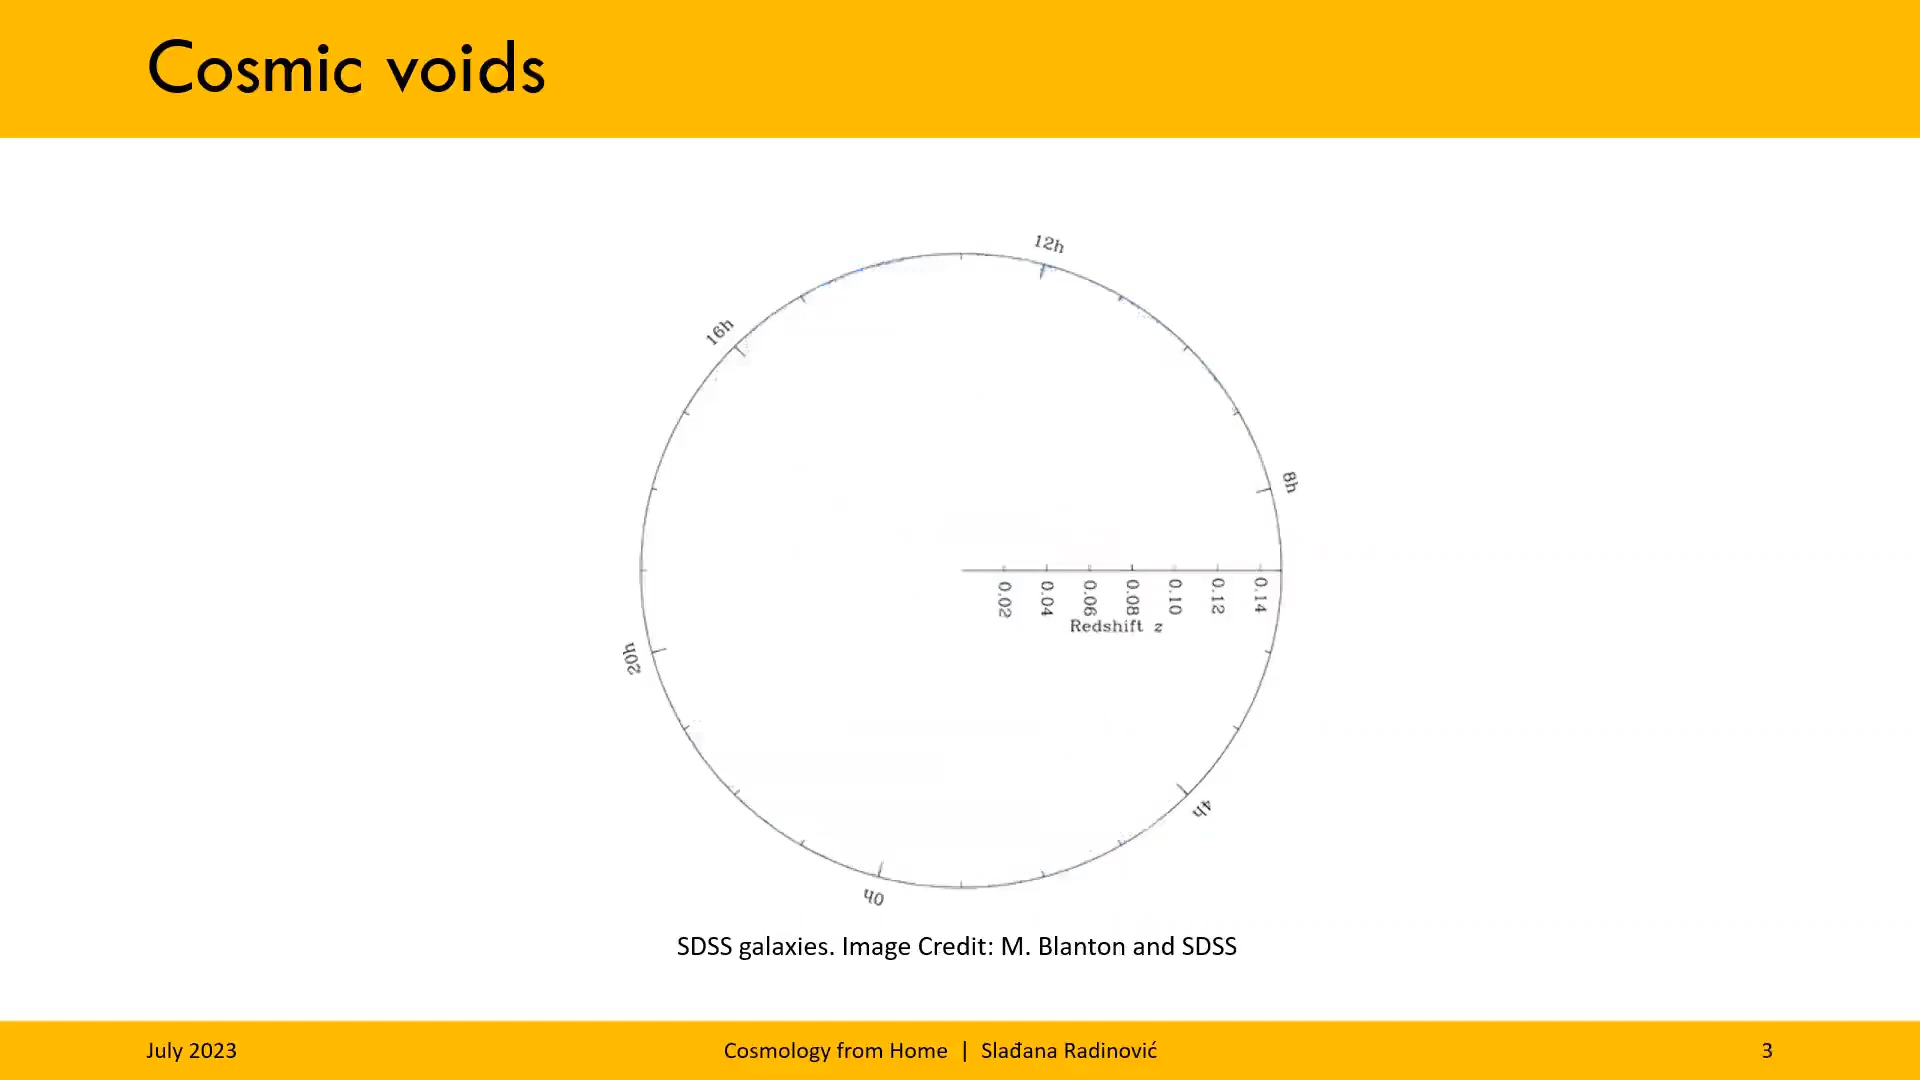 Cosmic voids
12h
16h
8h
0.02
0.04
0.06
0.08
0.10
0.12
0.14
Redshift z
20h
4h
0h
SDSS galaxies. Image Credit: M. Blanton and SDSS
July 2023
Cosmology from Home | Slađana Radinović
3